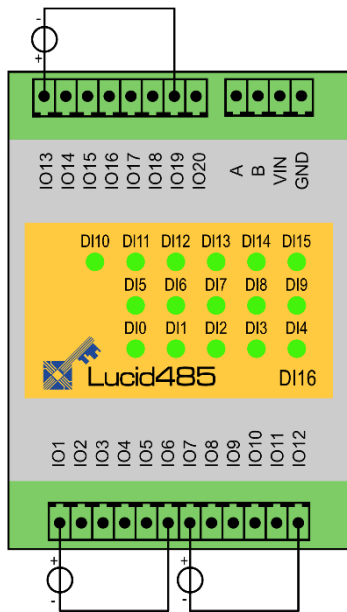 -
+
IO13 IO14 IO15 IO16 IO17 IO18 IO19 IO20 A B VIN GND
DI10 DI11 DI12 DI13 DI14 DI15
DI5 DI6 DI7 DI8 DI9
DI0 DI1 DI2 DI3 DI4
Lucid485 DI16
IO1 IO2 IO3 IO4 IO5 IO6 IO7 IO8 IO9 IO10 IO11 IO12
+ +
- -